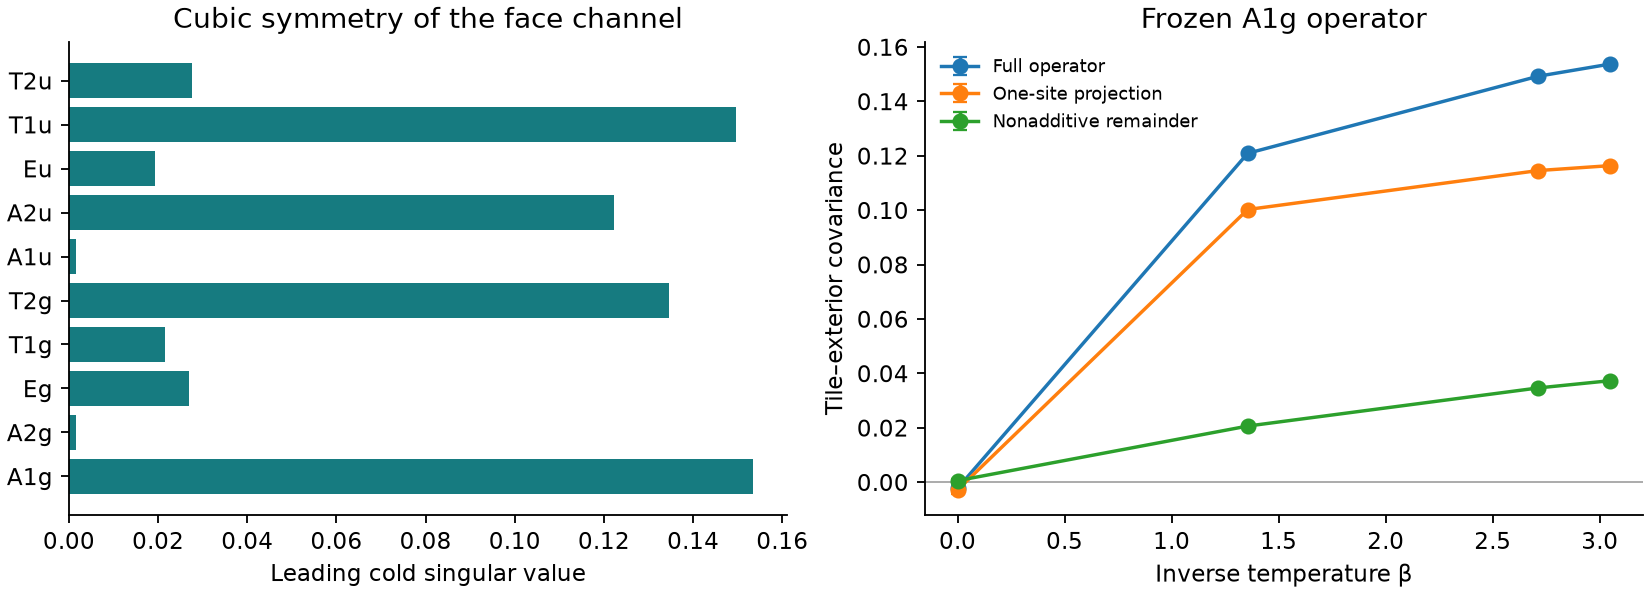 Cubic symmetry of the face channel
T2u
T1u
Eu
A2u
A1u
T2g
T1g
Eg
A2g
A1g
0.00 0.02 0.04 0.06 0.08 0.10 0.12 0.14 0.16
Leading cold singular value
Frozen A1g operator
Full operator
One-site projection
Nonadditive remainder
Tile–exterior covariance
0.16
0.14
0.12
0.10
0.08
0.06
0.04
0.02
0.00
0.0 0.5 1.0 1.5 2.0 2.5 3.0
Inverse temperature β